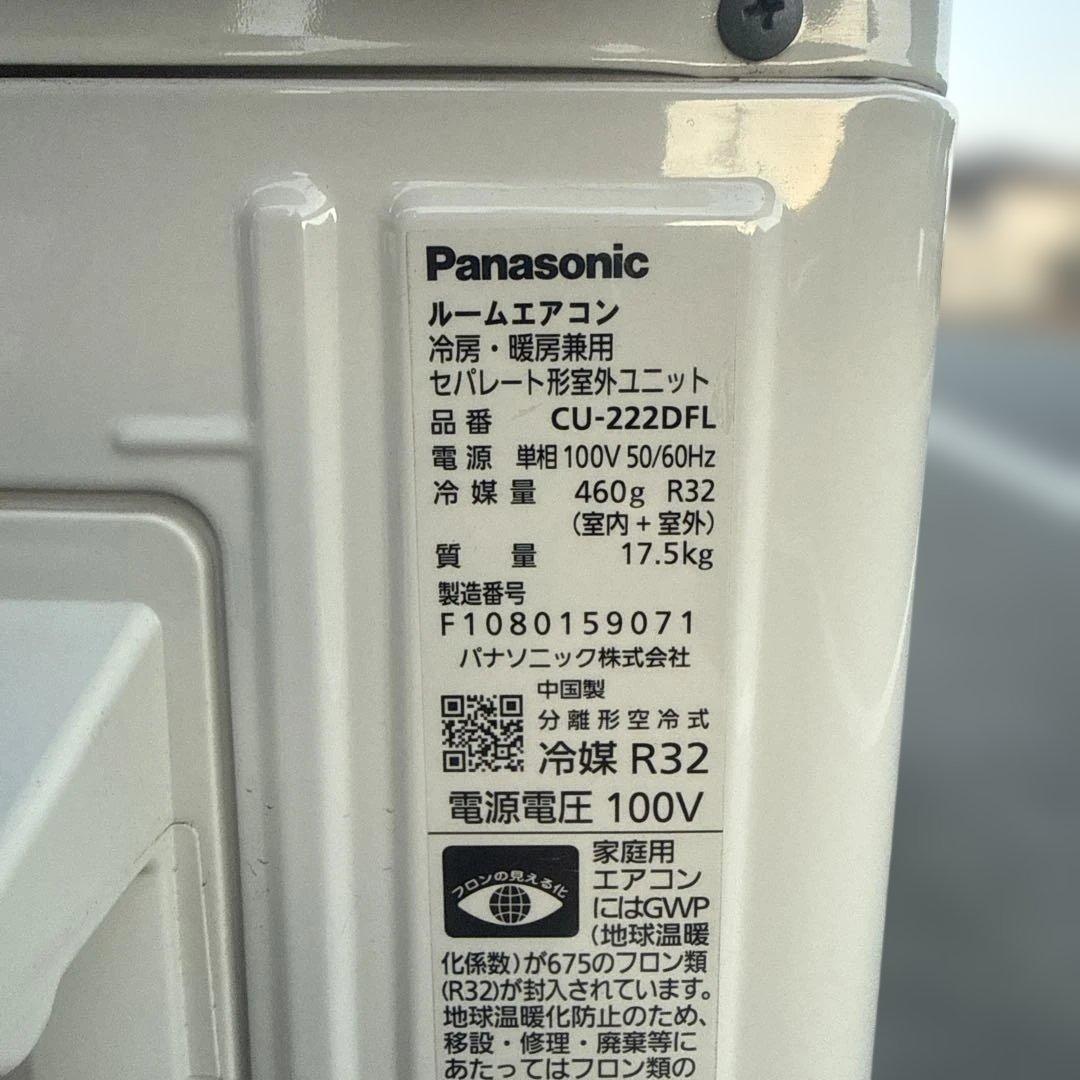 Panasonic
ルームエアコン
冷房・暖房兼用
セパレート形室外ユニット
品番 CU-222DFL
電源 単相100V 50/60Hz
冷媒量 460g R32
(室内+室外)
質量 17.5kg
製造番号
F1080159071
パナソニック株式会社
中国製
分離形空冷式
冷媒 R32
電源電圧 100V
フロンの見える化
家庭用
エアコン
にはGWP
(地球温暖
化係数)が675のフロン類
(R32)が封入されています。
地球温暖化防止のため、
移設・修理・廃棄等に
あたってはフロン類の